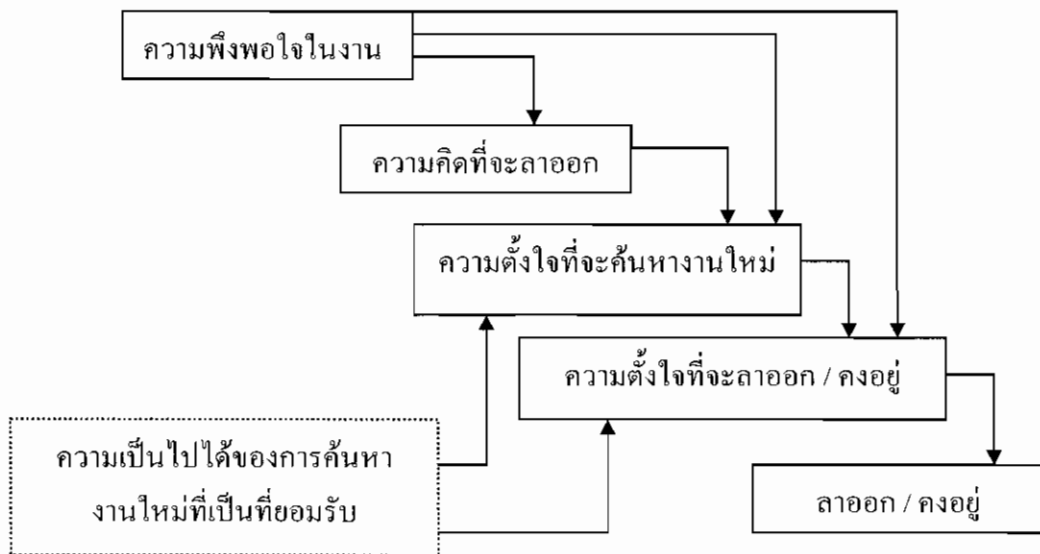 ความพึงพอใจในงาน
ความคิดที่จะลาออก
ความตั้งใจที่จะค้นหางานใหม่
ความตั้งใจที่จะลาออก / คงอยู่
ความเป็นไปได้ของการค้นหา
งานใหม่ที่เป็นที่ยอมรับ
ลาออก / คงอยู่